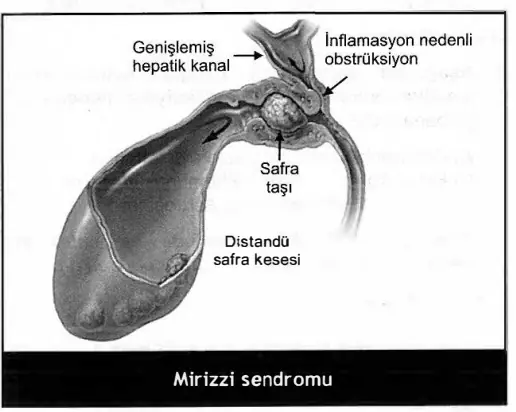 Genişlemiş
hepatik kanal
İnflamasyon nedenli
obstrüksiyon
Safra
taşı
Distandü
safra kesesi
Mirizzi sendromu